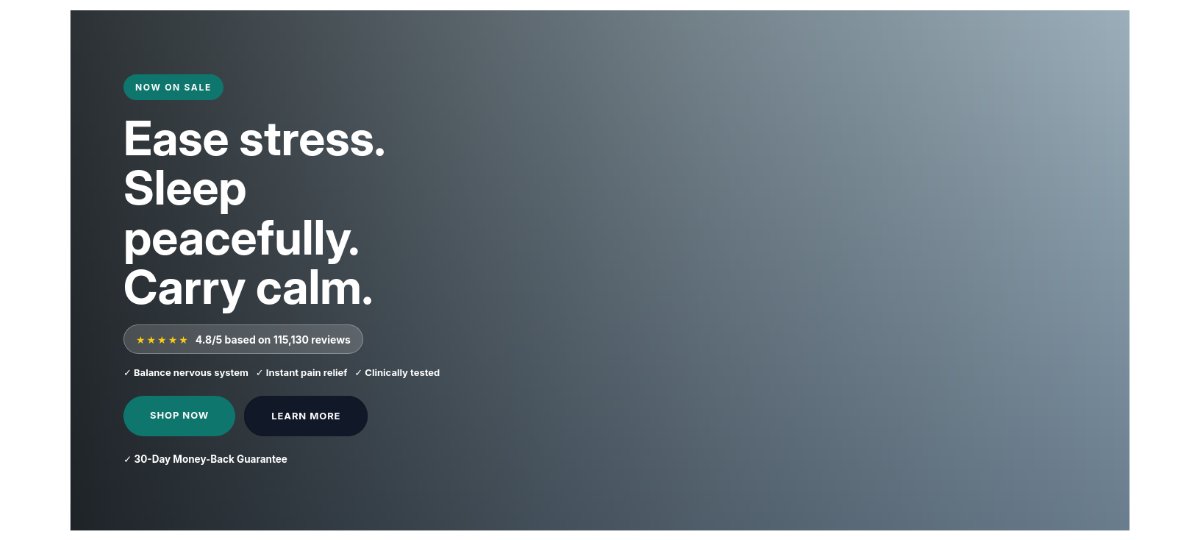 NOW ON SALE
Ease stress.
Sleep
peacefully.
Carry calm.
★★★★★ 4.8/5 based on 115,130 reviews
✓ Balance nervous system ✓ Instant pain relief ✓ Clinically tested
SHOP NOW LEARN MORE
✓ 30-Day Money-Back Guarantee